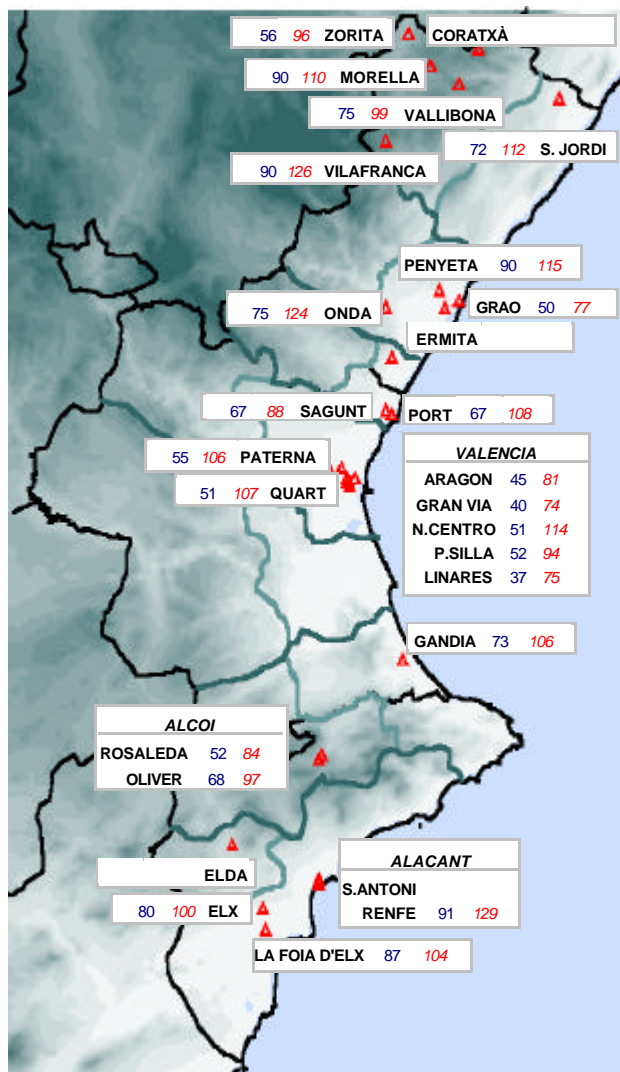 56 96 ZORITA
CORATXÀ
90 110 MORELLA
75 99 VALLIBONA
72 112 S. JORDI
90 126 VILAFRANCA
PENYETA 90 115
75 124 ONDA
GRAO 50 77
ERMITA
67 88 SAGUNT
PORT 67 108
55 106 PATERNA
51 107 QUART
VALENCIA
ARAGON 45 81
GRAN VIA 40 74
N.CENTRO 51 114
P.SILLA 52 94
LINARES 37 75
GANDIA 73 106
ALCOI
ROSALEDA 52 84
OLIVER 68 97
ELDA
80 100 ELX
ALACANT
S.ANTONI
RENFE 91 129
LA FOIA D'ELX 87 104